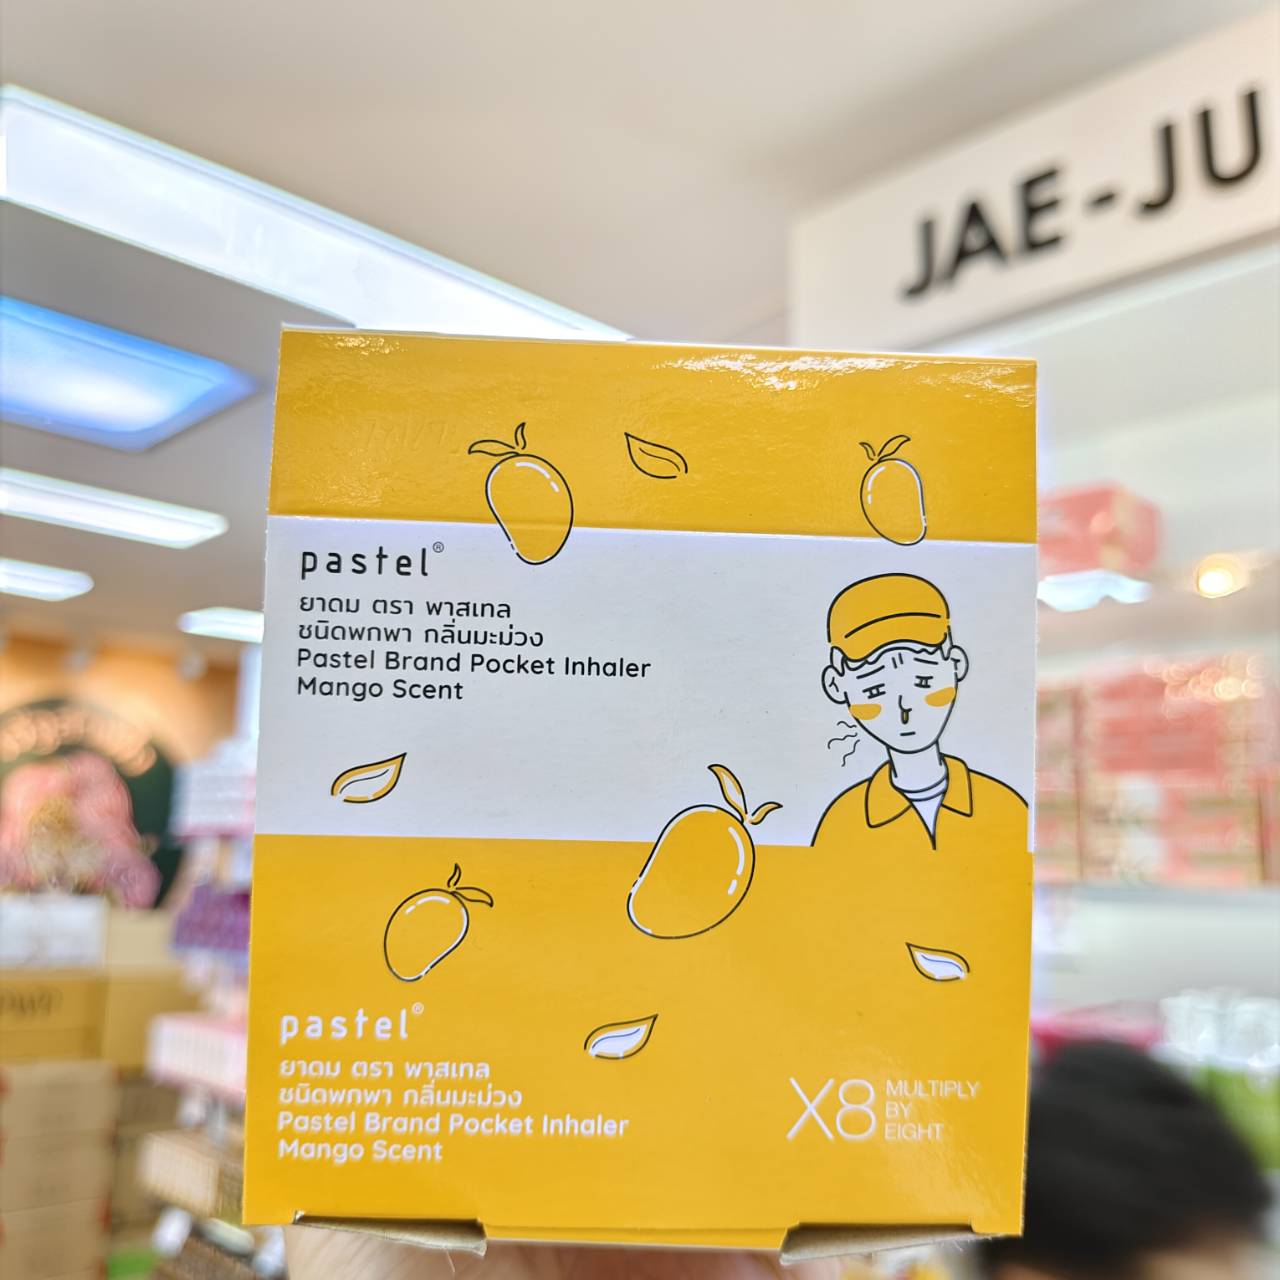 JAE-JU
pastel®
ยาดม ตรา พาสเทล
ชนิดพกพา กลิ่นมะม่วง
Pastel Brand Pocket Inhaler
Mango Scent
pastel®
ยาดม ตรา พาสเทล
ชนิดพกพา กลิ่นมะม่วง
Pastel Brand Pocket Inhaler
Mango Scent
X8 MULTIPLY
BY
EIGHT